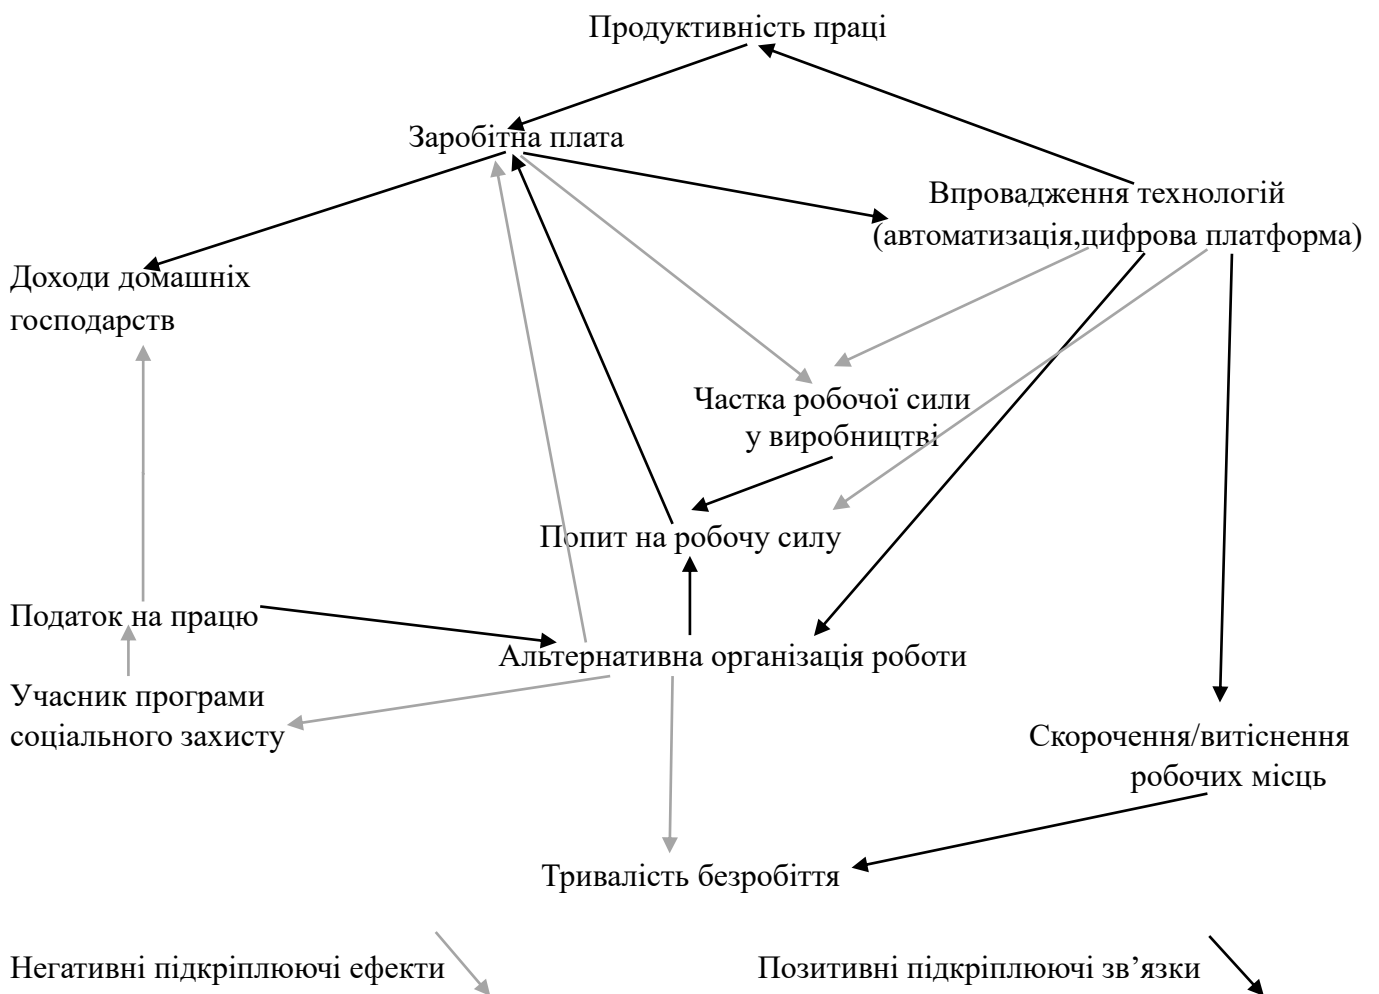 Продуктивність праці
Заробітна плата
Впровадження технологій
(автоматизація,цифрова платформа)
Доходи домашніх
господарств
Частка робочої сили
у виробництві
Попит на робочу силу
Податок на працю
Альтернативна організація роботи
Учасник програми
соціального захисту
Скорочення/витіснення
робочих місць
Тривалість безробіття
Негативні підкріплюючі ефекти
Позитивні підкріплюючі зв’язки